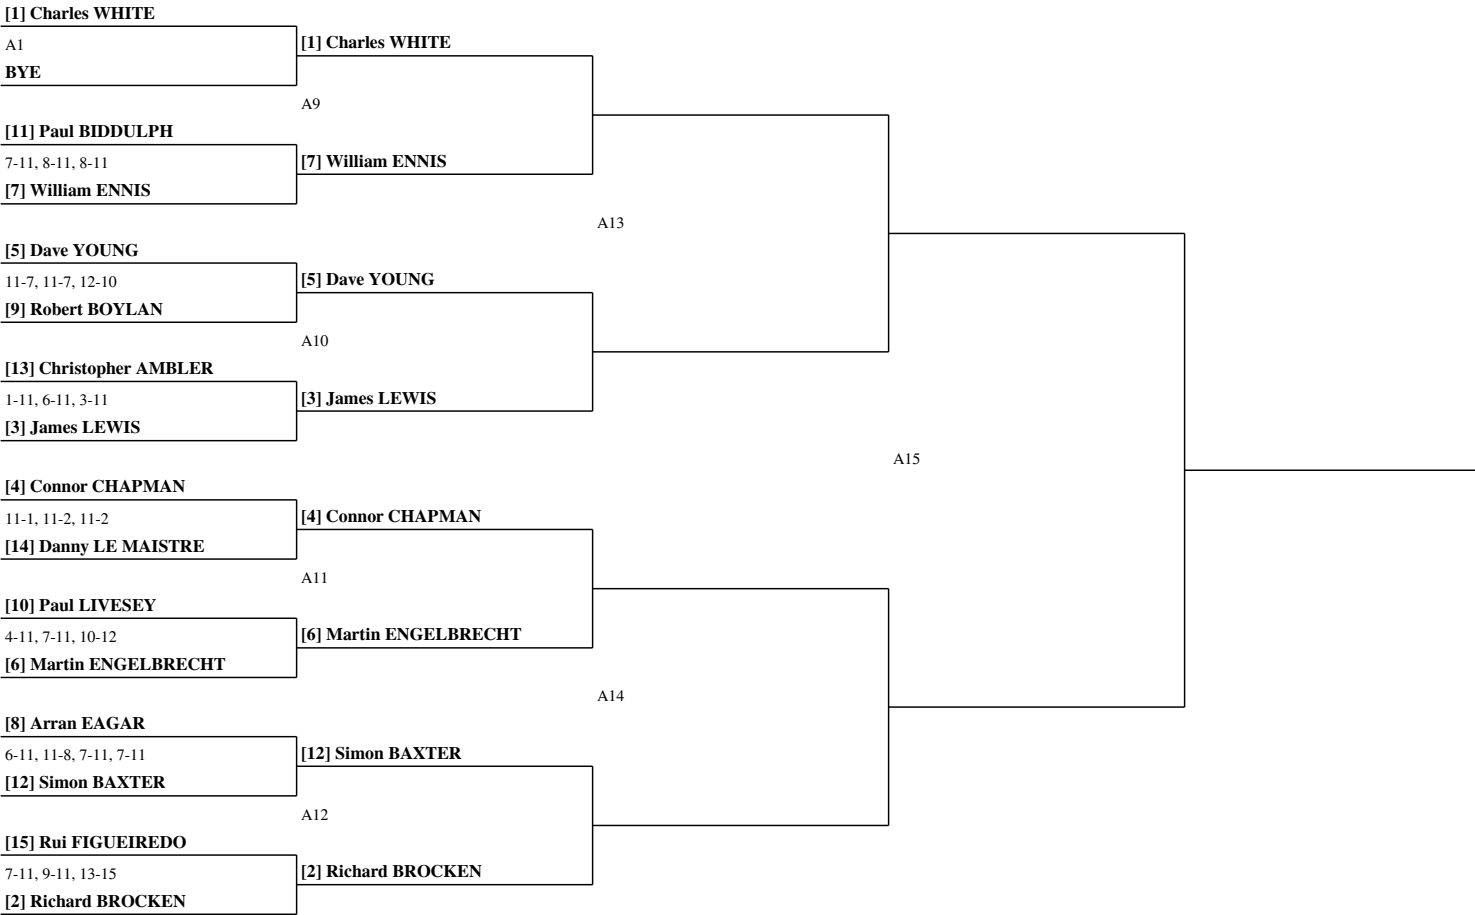 [1] Charles WHITE
A1
BYE
[11] Paul BIDDULPH
7-11, 8-11, 8-11
[7] William ENNIS
[5] Dave YOUNG
11-7, 11-7, 12-10
[9] Robert BOYLAN
[13] Christopher AMBLER
1-11, 6-11, 3-11
[3] James LEWIS
[4] Connor CHAPMAN
11-1, 11-2, 11-2
[14] Danny LE MAISTRE
[10] Paul LIVESEY
4-11, 7-11, 10-12
[6] Martin ENGELBRECHT
[8] Arran EAGAR
6-11, 11-8, 7-11, 7-11
[12] Simon BAXTER
[15] Rui FIGUEIREDO
7-11, 9-11, 13-15
[2] Richard BROCKEN
[1] Charles WHITE
A9
[7] William ENNIS
[5] Dave YOUNG
A10
[3] James LEWIS
[4] Connor CHAPMAN
A11
[6] Martin ENGELBRECHT
[12] Simon BAXTER
A12
[2] Richard BROCKEN
A13
A14
A15